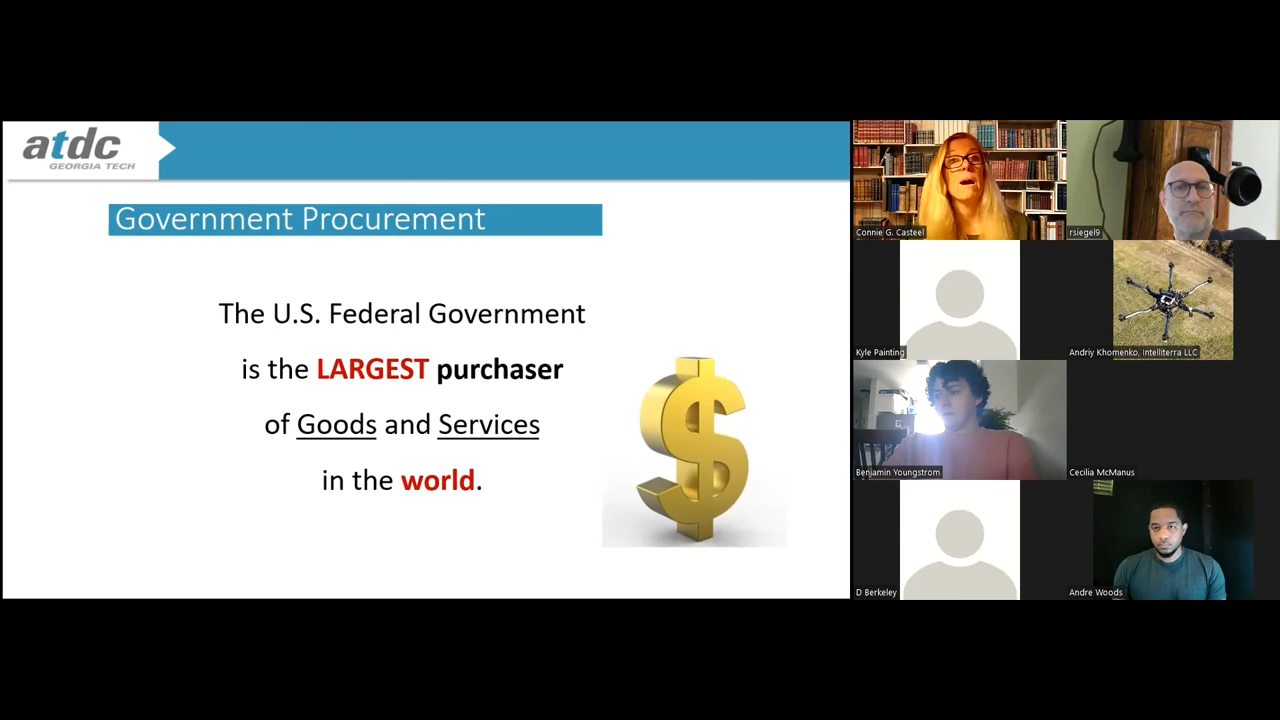 atdc
GEORGIA TECH
Government Procurement
The U.S. Federal Government
is the LARGEST purchaser
of Goods and Services
in the world.
Connie G. Casteel
rsiegel9
Kyle Painting
Andriy Khomenko, Intelliterra LLC
Benjamin Youngstrom
Cecilia McManus
D Berkeley
Andre Woods